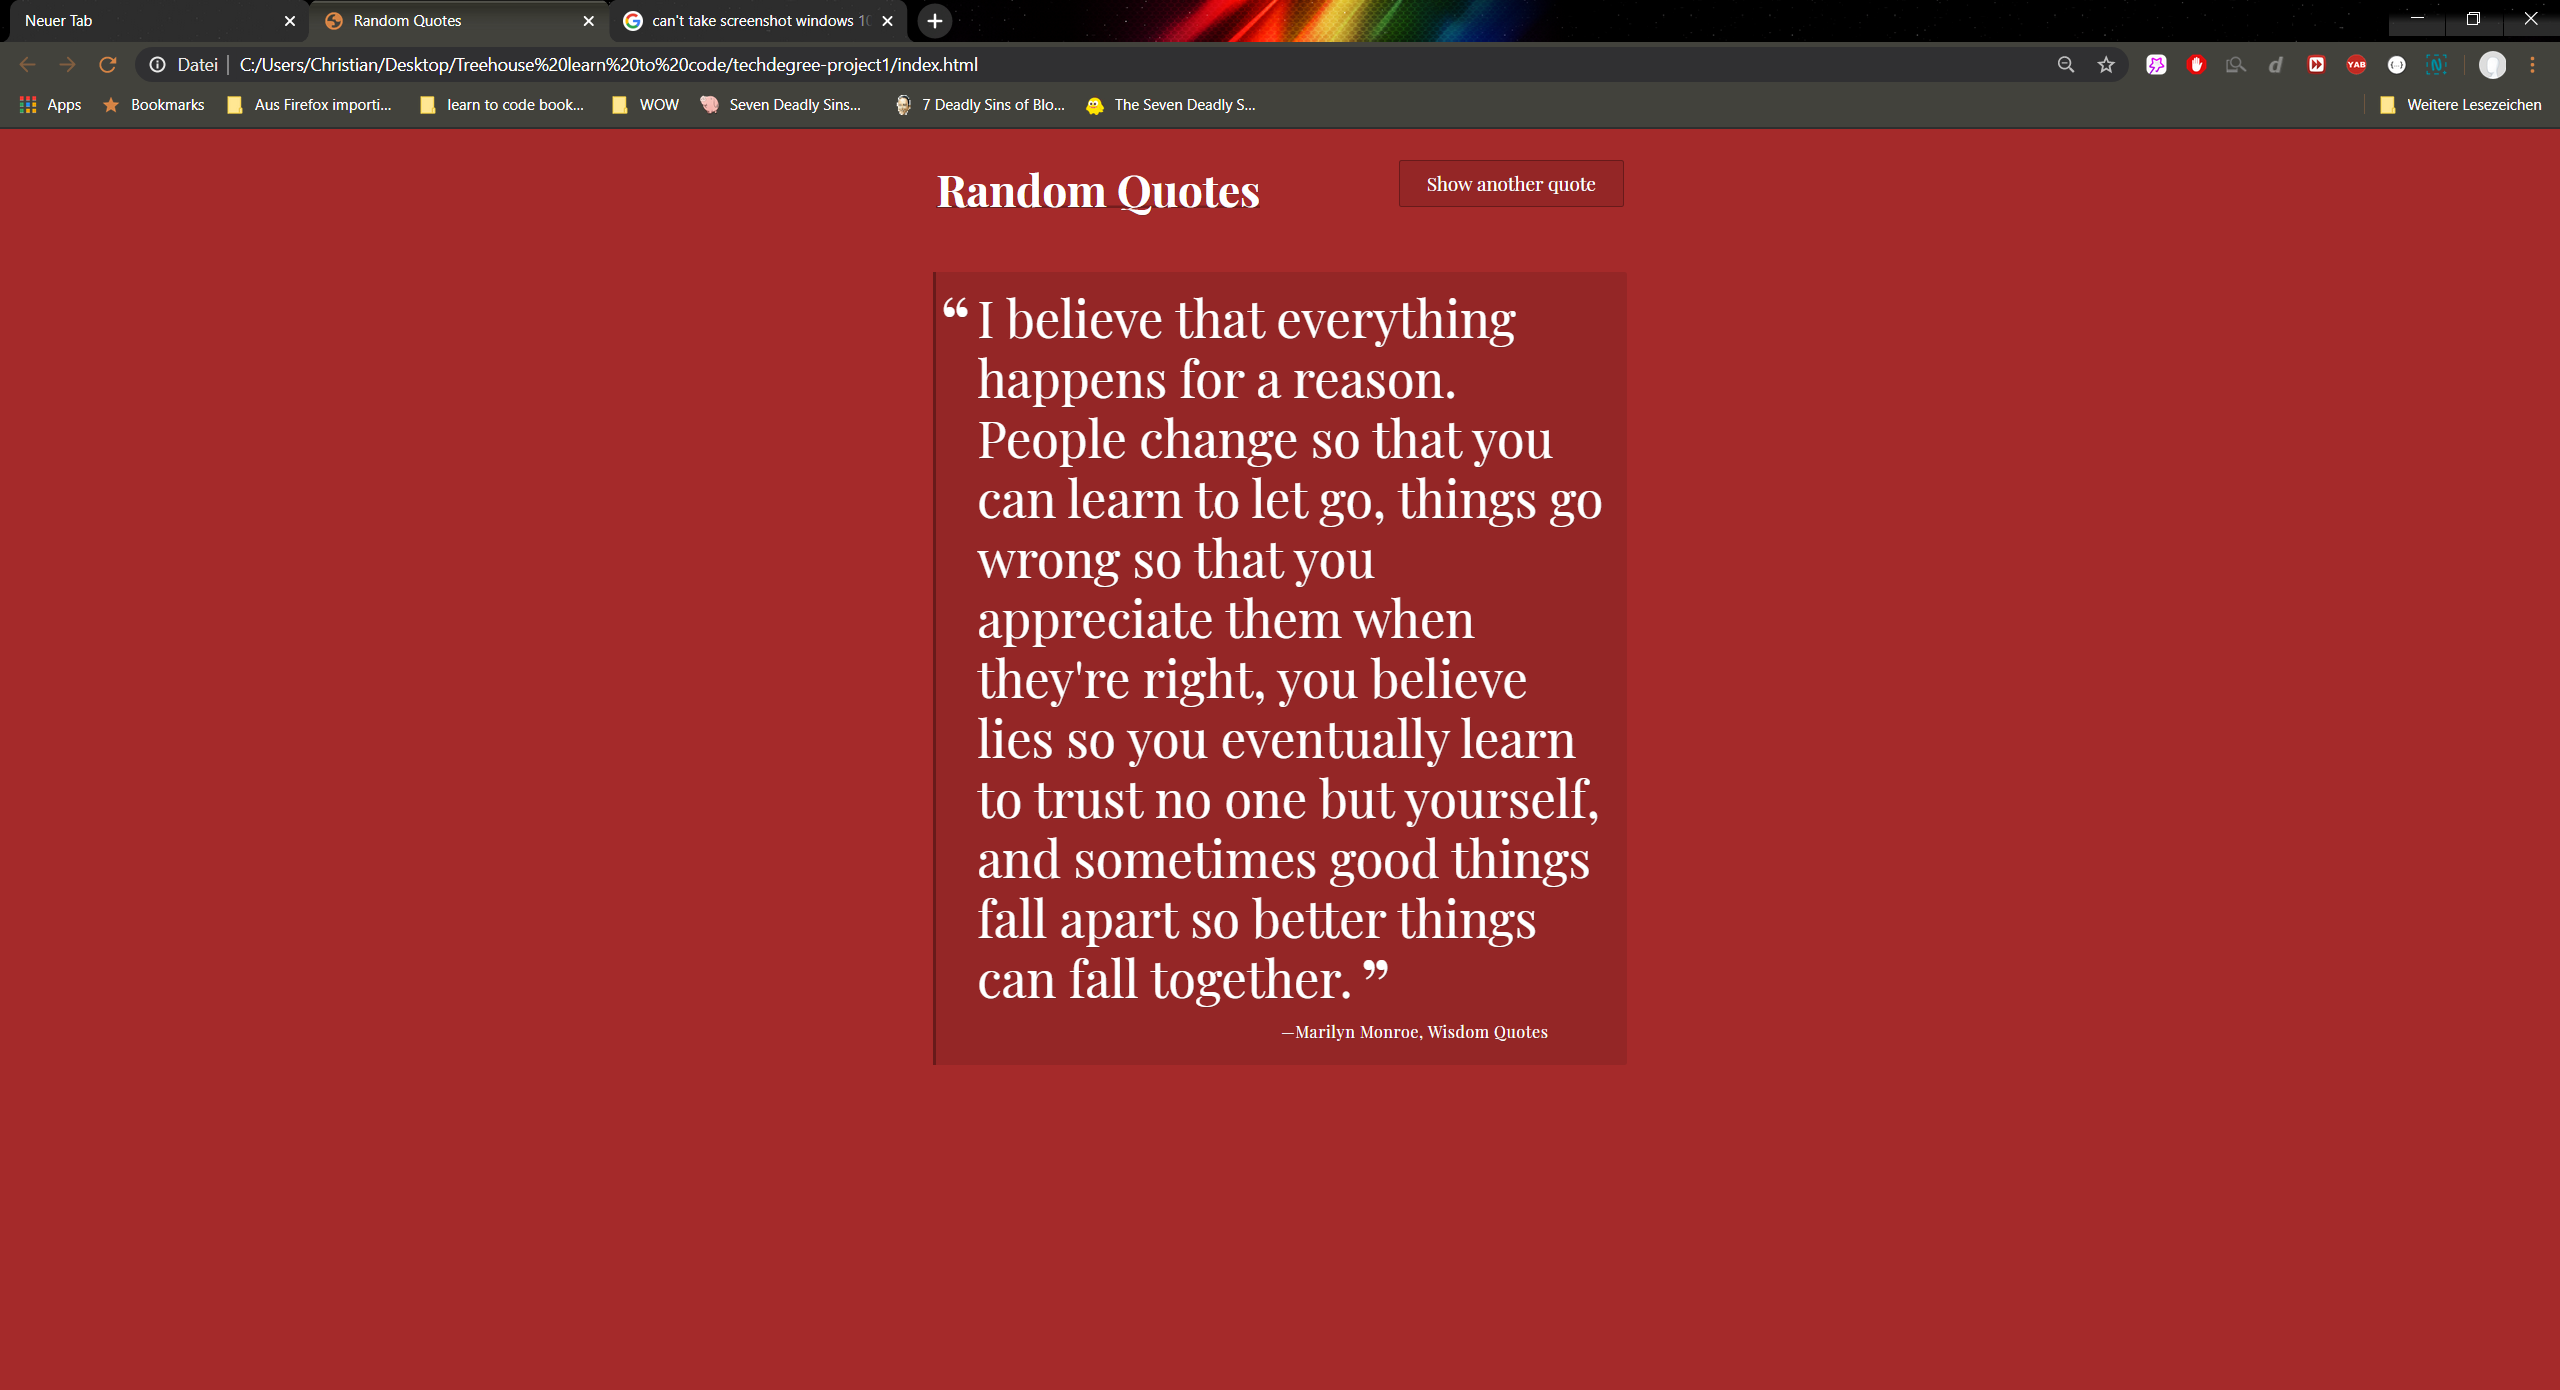 Neuer Tab
Random Quotes
can't take screenshot windows 10
Datei | C:/Users/Christian/Desktop/Treehouse%20learn%20to%20code/techdegree-project1/index.html
YAB
Apps
Bookmarks
Aus Firefox importi...
learn to code book...
WOW
Seven Deadly Sins...
7 Deadly Sins of Blo...
The Seven Deadly S...
Weitere Lesezeichen
Random Quotes
Show another quote
“ I believe that everything
happens for a reason.
People change so that you
can learn to let go, things go
wrong so that you
appreciate them when
they're right, you believe
lies so you eventually learn
to trust no one but yourself,
and sometimes good things
fall apart so better things
can fall together. ”
—Marilyn Monroe, Wisdom Quotes